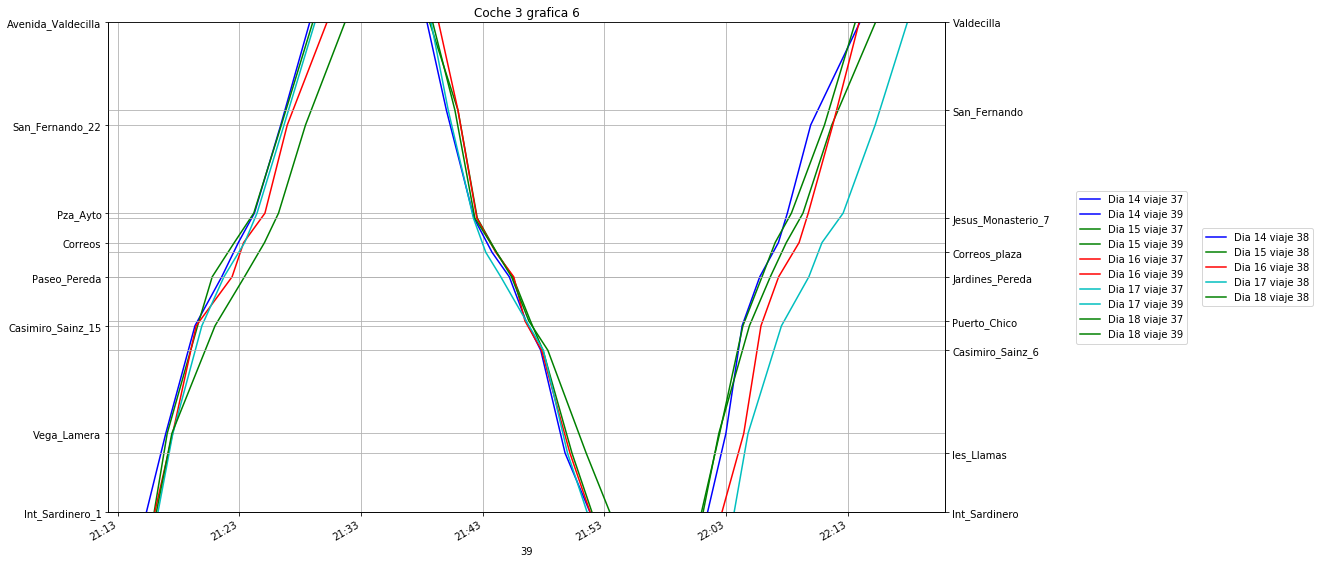 Coche 3 grafica 6
Avenida_Valdecilla
San_Fernando_22
Pza_Ayto
Correos
Paseo_Pereda
Casimiro_Sainz_15
Vega_Lamera
Int_Sardinero_1
Valdecilla
San_Fernando
Jesus_Monasterio_7
Correos_plaza
Jardines_Pereda
Puerto_Chico
Casimiro_Sainz_6
Ies_Llamas
Int_Sardinero
21:13
21:23
21:33
21:43
21:53
22:03
22:13
39
Dia 14 viaje 37
Dia 14 viaje 39
Dia 15 viaje 37
Dia 15 viaje 39
Dia 16 viaje 37
Dia 16 viaje 39
Dia 17 viaje 37
Dia 17 viaje 39
Dia 18 viaje 37
Dia 18 viaje 39
Dia 14 viaje 38
Dia 15 viaje 38
Dia 16 viaje 38
Dia 17 viaje 38
Dia 18 viaje 38